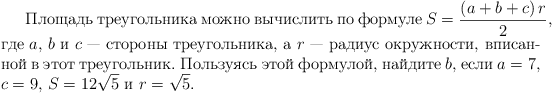 Площадь треугольника можно вычислить по формуле S = \frac{(a + b + c) r}{2},
где a, b и c — стороны треугольника, а r — радиус окружности, вписан-
ной в этот треугольник. Пользуясь этой формулой, найдите b, если a = 7,
c = 9, S = 12√5 и r = √5.